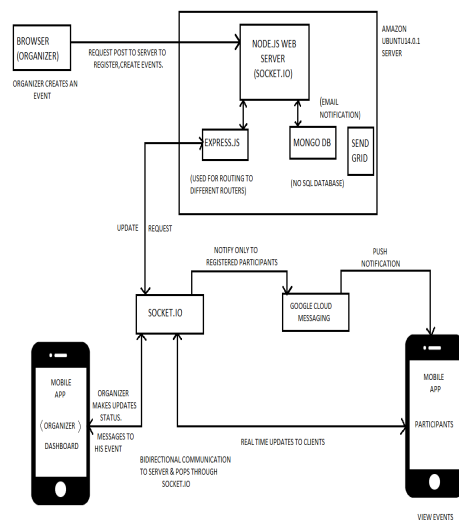 BROWSER
(ORGANIZER)
ORGANIZER CREATES AN
EVENT
REQUEST POST TO SERVER TO
REGISTER,CREATE EVENTS.
NODE.JS WEB
SERVER
(SOCKET.IO)
AMAZON
UBUNTU14.0.1
SERVER
(EMAIL
NOTIFICATION)
EXPRESS.JS
MONGO DB
SEND
GRID
(USED FOR ROUTING TO
DIFFERENT ROUTERS)
(NO SQL DATABASE)
UPDATE
REQUEST
NOTIFY ONLY TO
REGISTERED PARTICIPANTS
PUSH
NOTIFICATION
SOCKET.IO
GOOGLE CLOUD
MESSAGING
MOBILE
APP
(ORGANIZER)
DASHBOARD
ORGANIZER
MAKES UPDATES
STATUS.
MESSAGES TO
HIS EVENT
BIDIRECTIONAL COMMUNICATION
TO SERVER & POPS THROUGH
SOCKET.IO
REAL TIME UPDATES TO CLIENTS
MOBILE
APP
PARTICIPANTS
VIEW EVENTS